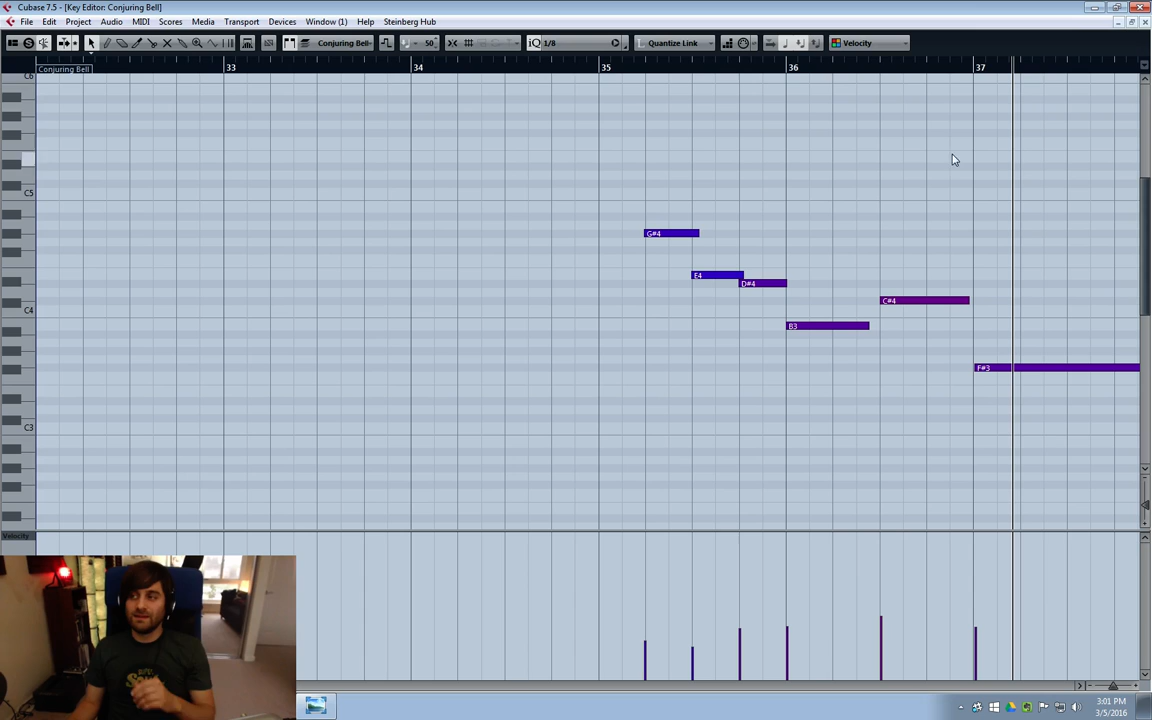 Cubase 7.5 - [Key Editor: Conjuring Bell]
File Edit Project Audio MIDI Scores Media Transport Devices Window (1) Help Steinberg Hub
Conjuring Bell 50 iQ 1/8 Quantize Link Velocity
Conjuring Bell 33 34 35 36 37
C6
C5
G#4
E4
D#4
C#4
C4
B3
F#3
C3
Velocity
3:01 PM
3/5/2016